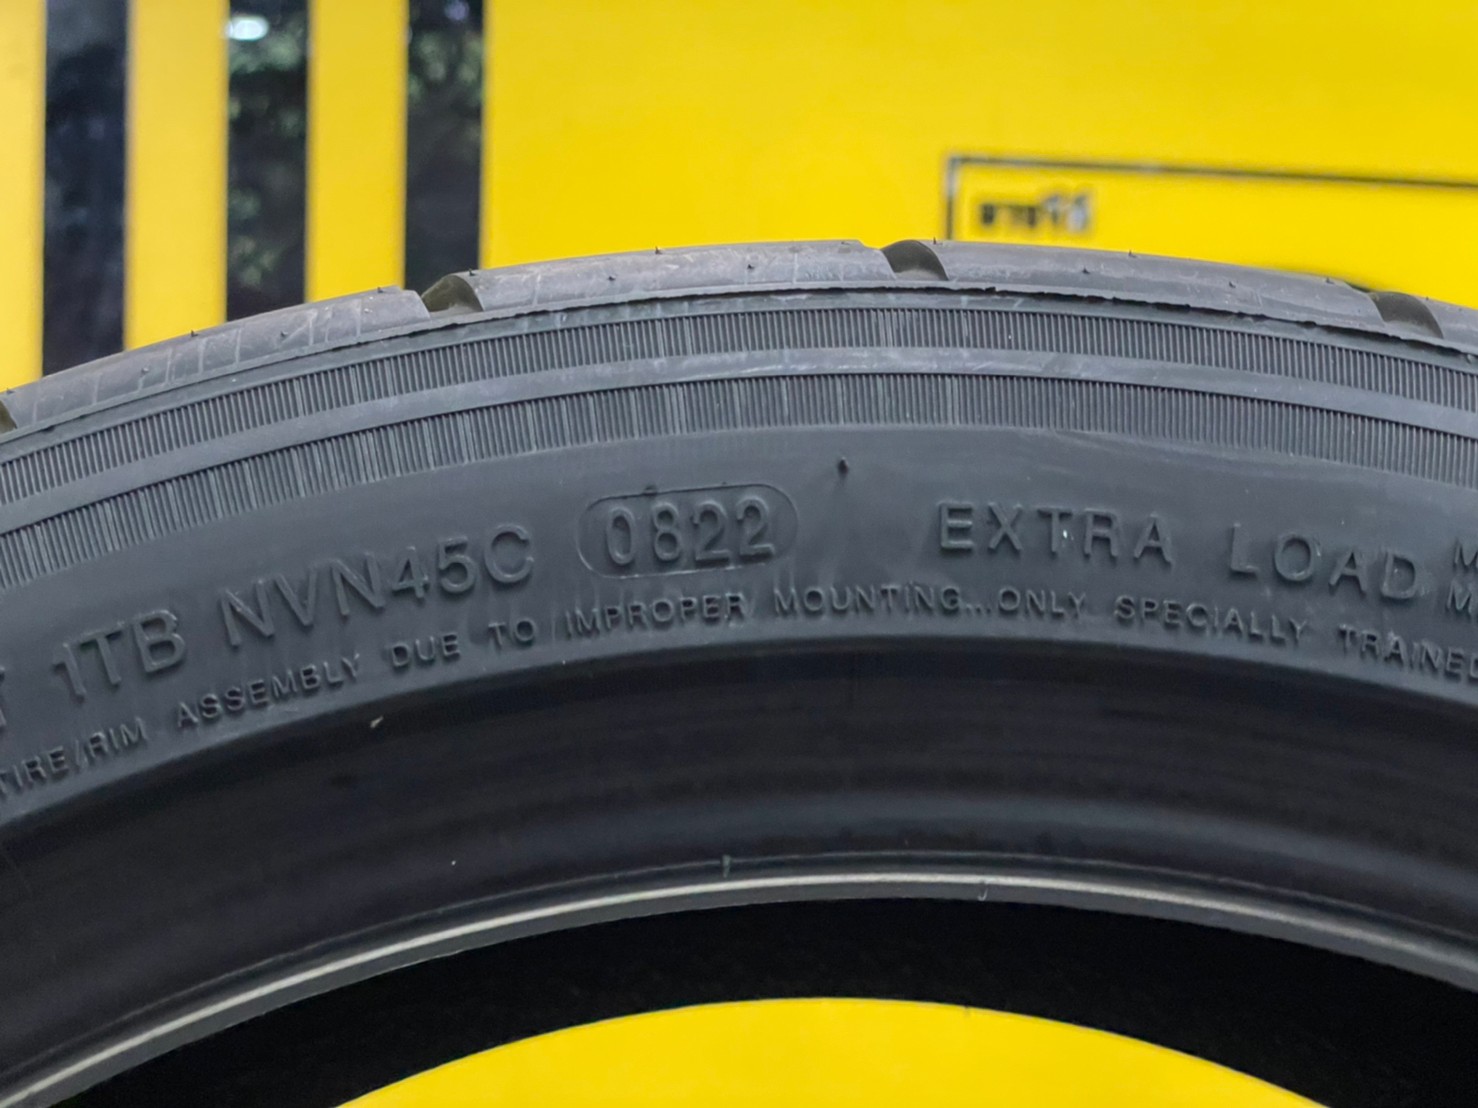 1TB NVN45C 0822 EXTRA LOAD
TIRE/RIM ASSEMBLY DUE TO IMPROPER MOUNTING...ONLY SPECIALLY TRAINED